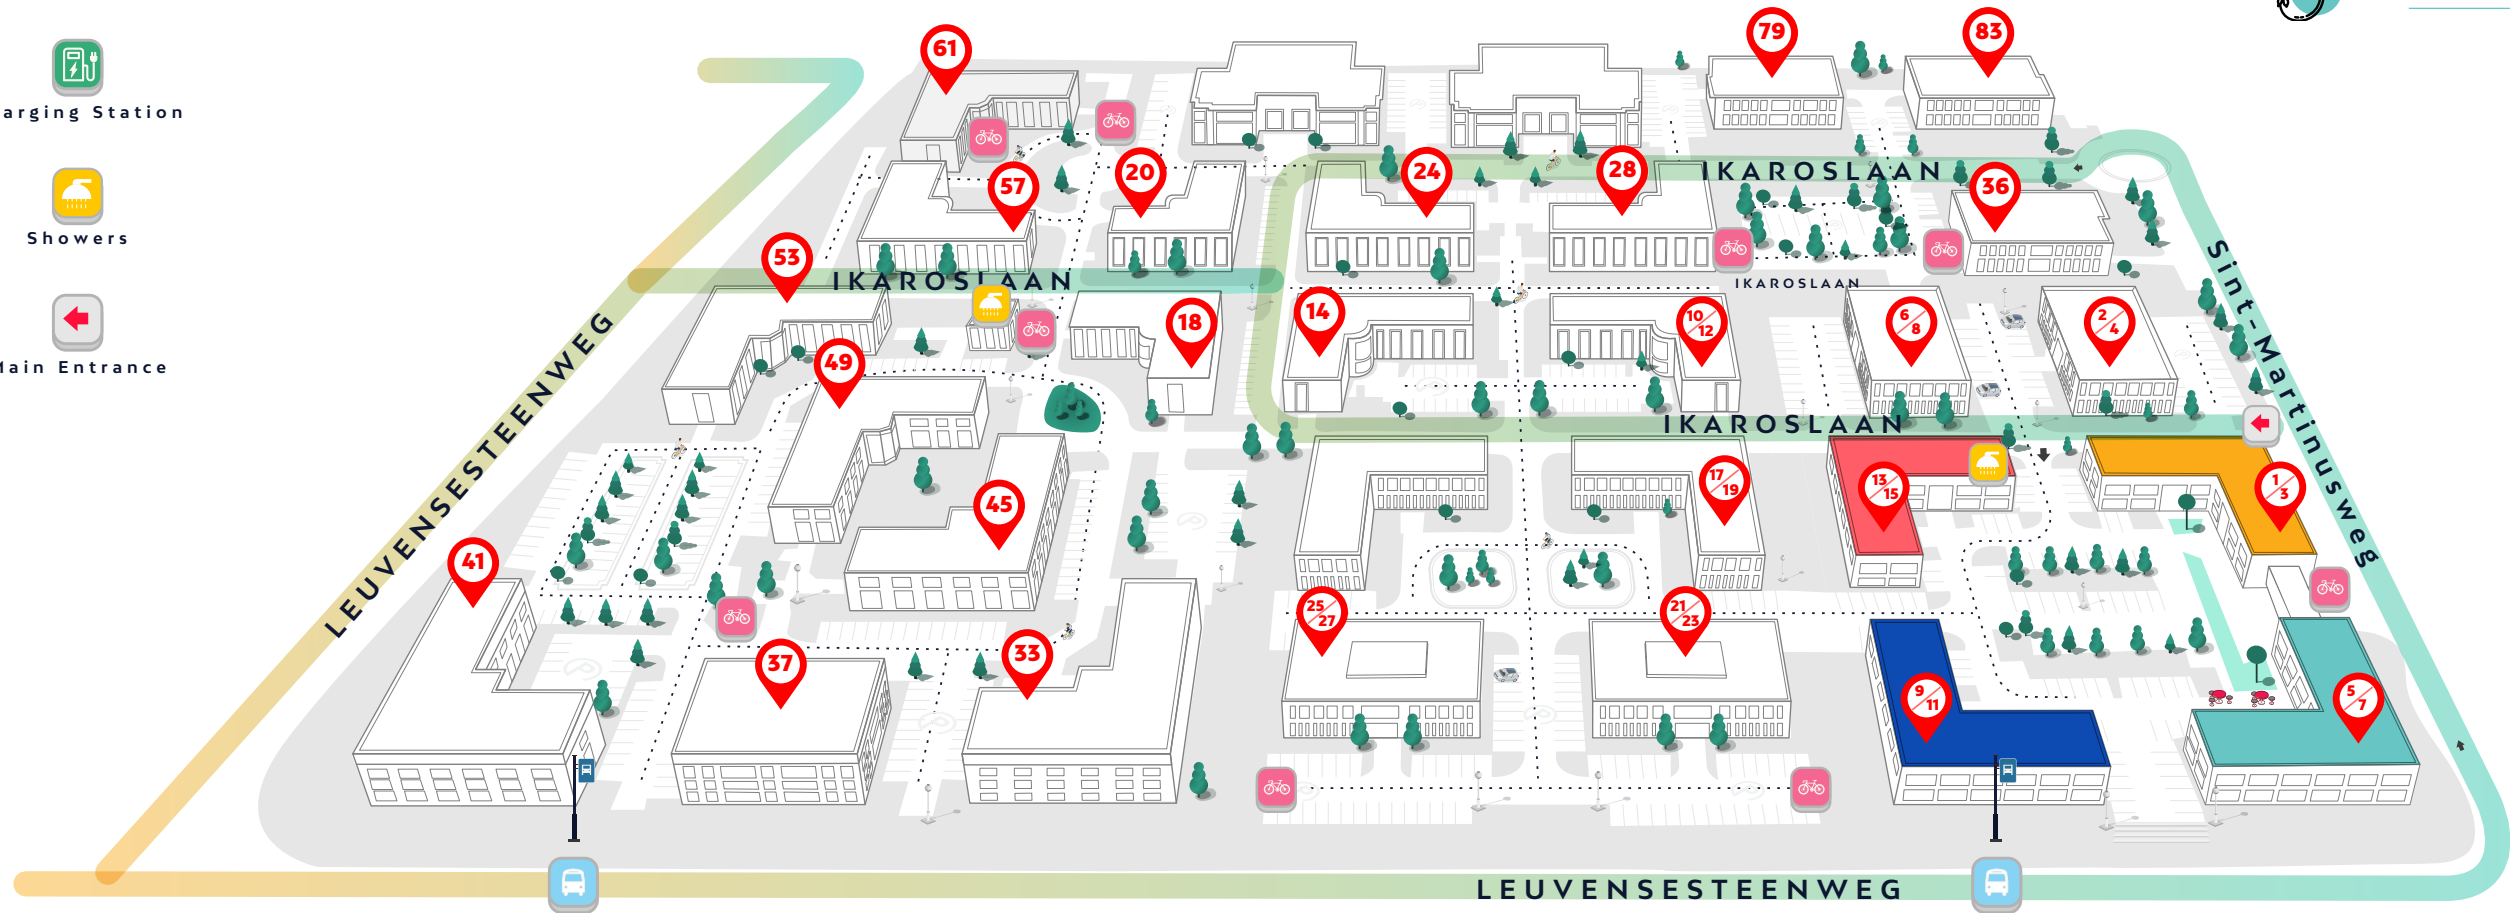 arging Station
Showers
Main Entrance
61
79
83
57
20
24
28
IKAROSLAAN
36
53
IKAROSLAAN
IKAROSLAAN
18
14
10/12
6/8
2/4
Sint-Martinusweg
49
IKAROSLAAN
LEUVENSESTEENWEG
45
17/19
13/15
1/3
41
25/27
21/23
37
33
9/11
5/7
LEUVENSESTEENWEG